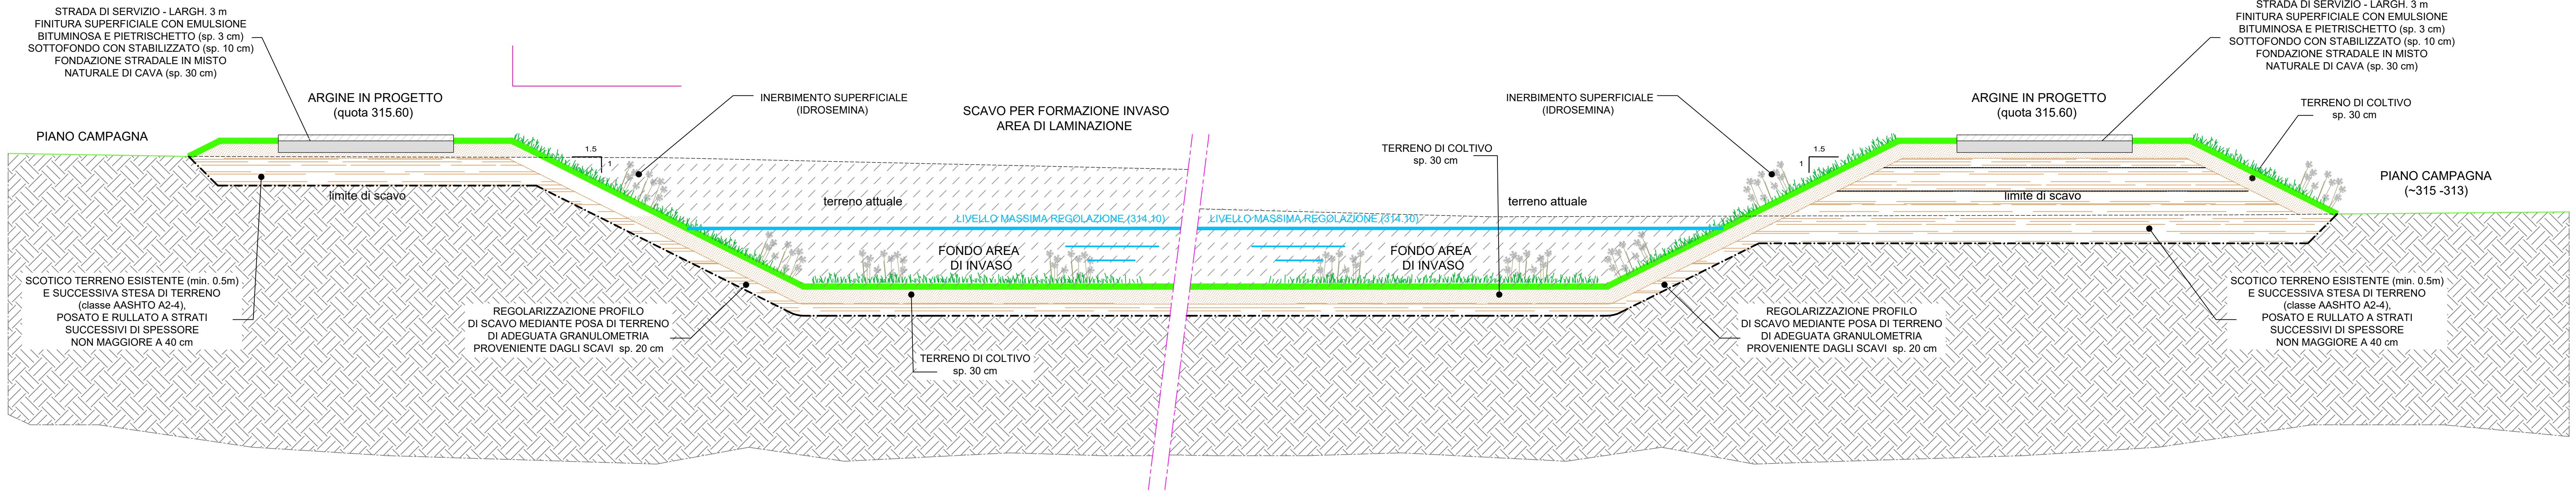 STRADA DI SERVIZIO - LARGH. 3 m
FINITURA SUPERFICIALE CON EMULSIONE
BITUMINOSA E PIETRISCHETTO (sp. 3 cm)
SOTTOFONDO CON STABILIZZATO (sp. 10 cm)
FONDAZIONE STRADALE IN MISTO
NATURALE DI CAVA (sp. 30 cm)
PIANO CAMPAGNA
ARGINE IN PROGETTO
(quota 315.60)
INERBIMENTO SUPERFICIALE
(IDROSEMINA)
SCAVO PER FORMAZIONE INVASO
AREA DI LAMINAZIONE
1.5
1
limite di scavo
terreno attuale
LIVELLO MASSIMA REGOLAZIONE (314.10)
FONDO AREA
DI INVASO
SCOTICO TERRENO ESISTENTE (min. 0.5m)
E SUCCESSIVA STESA DI TERRENO
(classe AASHTO A2-4),
POSATO E RULLATO A STRATI
SUCCESSIVI DI SPESSORE
NON MAGGIORE A 40 cm
REGOLARIZZAZIONE PROFILO
DI SCAVO MEDIANTE POSA DI TERRENO
DI ADEGUATA GRANULOMETRIA
PROVENIENTE DAGLI SCAVI sp. 20 cm
TERRENO DI COLTIVO
sp. 30 cm
STRADA DI SERVIZIO - LARGH. 3 m
FINITURA SUPERFICIALE CON EMULSIONE
BITUMINOSA E PIETRISCHETTO (sp. 3 cm)
SOTTOFONDO CON STABILIZZATO (sp. 10 cm)
FONDAZIONE STRADALE IN MISTO
NATURALE DI CAVA (sp. 30 cm)
INERBIMENTO SUPERFICIALE
(IDROSEMINA)
ARGINE IN PROGETTO
(quota 315.60)
TERRENO DI COLTIVO
sp. 30 cm
TERRENO DI COLTIVO
sp. 30 cm
1.5
1
PIANO CAMPAGNA
(~315 -313)
terreno attuale
limite di scavo
LIVELLO MASSIMA REGOLAZIONE (314.10)
FONDO AREA
DI INVASO
REGOLARIZZAZIONE PROFILO
DI SCAVO MEDIANTE POSA DI TERRENO
DI ADEGUATA GRANULOMETRIA
PROVENIENTE DAGLI SCAVI sp. 20 cm
SCOTICO TERRENO ESISTENTE (min. 0.5m)
E SUCCESSIVA STESA DI TERRENO
(classe AASHTO A2-4),
POSATO E RULLATO A STRATI
SUCCESSIVI DI SPESSORE
NON MAGGIORE A 40 cm